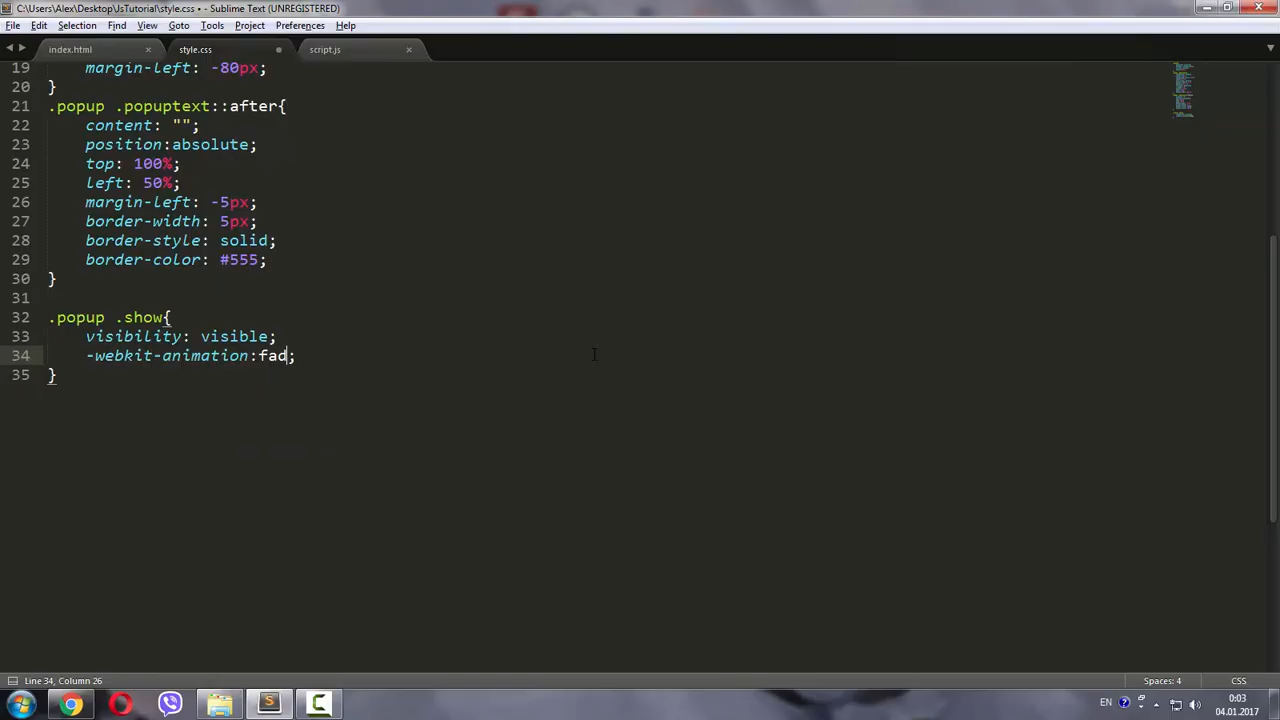 C:\Users\Alex\Desktop\JsTutorial\style.css • - Sublime Text (UNREGISTERED)
File Edit Selection Find View Goto Tools Project Preferences Help
index.html style.css script.js
19 margin-left: -80px;
20 }
21 .popup .popuptext::after{
22 content: "";
23 position:absolute;
24 top: 100%;
25 left: 50%;
26 margin-left: -5px;
27 border-width: 5px;
28 border-style: solid;
29 border-color: #555;
30 }
31
32 .popup .show{
33 visibility: visible;
34 -webkit-animation:fad;
35 }
Line 34, Column 26 Spaces: 4 CSS
EN 0:03
04.01.2017